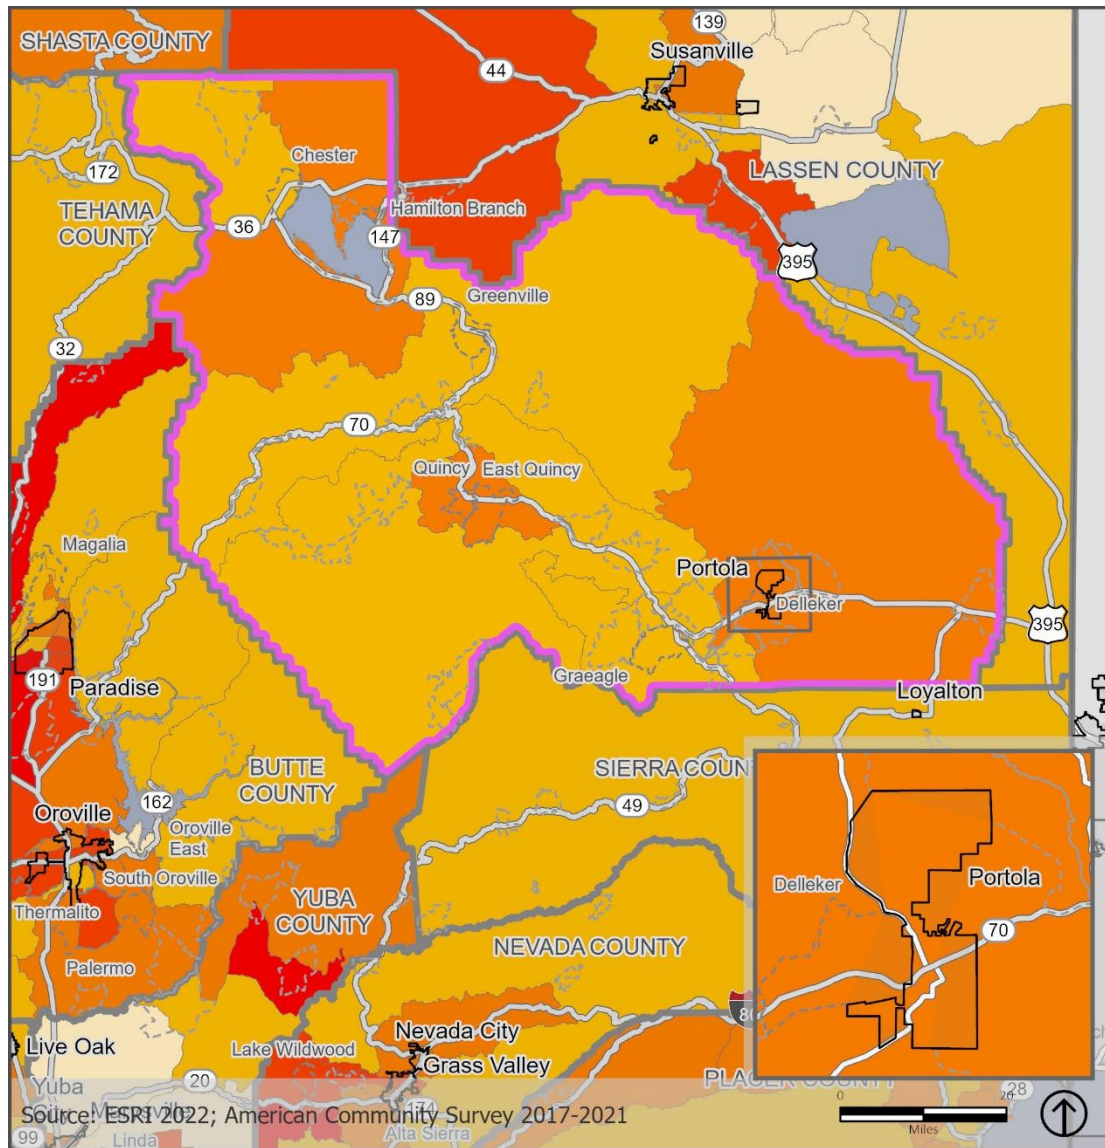 139
SHASTA COUNTY
Susanville
44
172
Chester
LASSEN COUNTY
TEHAMA
COUNTY
Hamilton Branch
36
147
395
Greenville
89
32
70
Quincy
East Quincy
Magalia
Portola
Delleker
395
191
Paradise
Graeagle
Loyalton
BUTTE
COUNTY
SIERRA COUNT
162
49
Oroville
Oroville
East
South Oroville
YUBA
COUNTY
Thermalito
Delleker
Portola
70
NEVADA COUNTY
Palermo
80
Nevada City
Live Oak
Lake Wildwood
Grass Valley
Yuba
City
20
PLACER COUNTY
Marysville
174
28
Source: ESRI 2022; American Community Survey 2017-2021
0
20
Miles
99
Linda
Alta Sierra